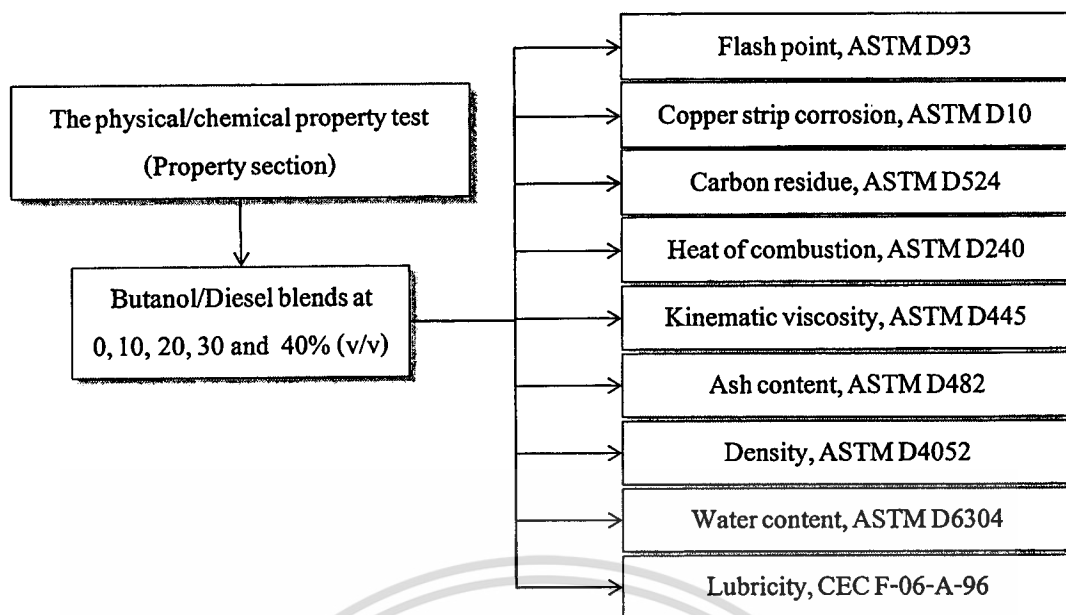 The physical/chemical property test
(Property section)
Butanol/Diesel blends at
0, 10, 20, 30 and 40% (v/v)
Flash point, ASTM D93
Copper strip corrosion, ASTM D10
Carbon residue, ASTM D524
Heat of combustion, ASTM D240
Kinematic viscosity, ASTM D445
Ash content, ASTM D482
Density, ASTM D4052
Water content, ASTM D6304
Lubricity, CEC F-06-A-96